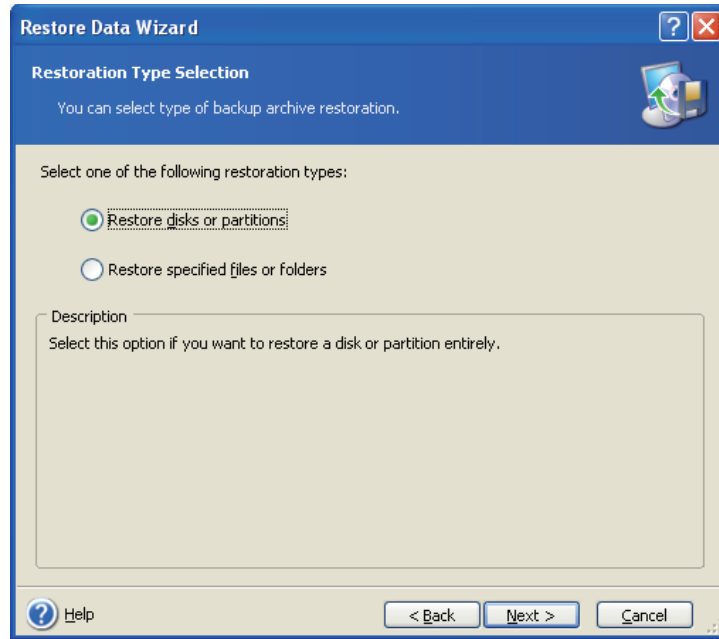 Restore Data Wizard
Restoration Type Selection
You can select type of backup archive restoration.
Select one of the following restoration types:
Restore disks or partitions
Restore specified files or folders
Description
Select this option if you want to restore a disk or partition entirely.
Help
< Back
Next >
Cancel